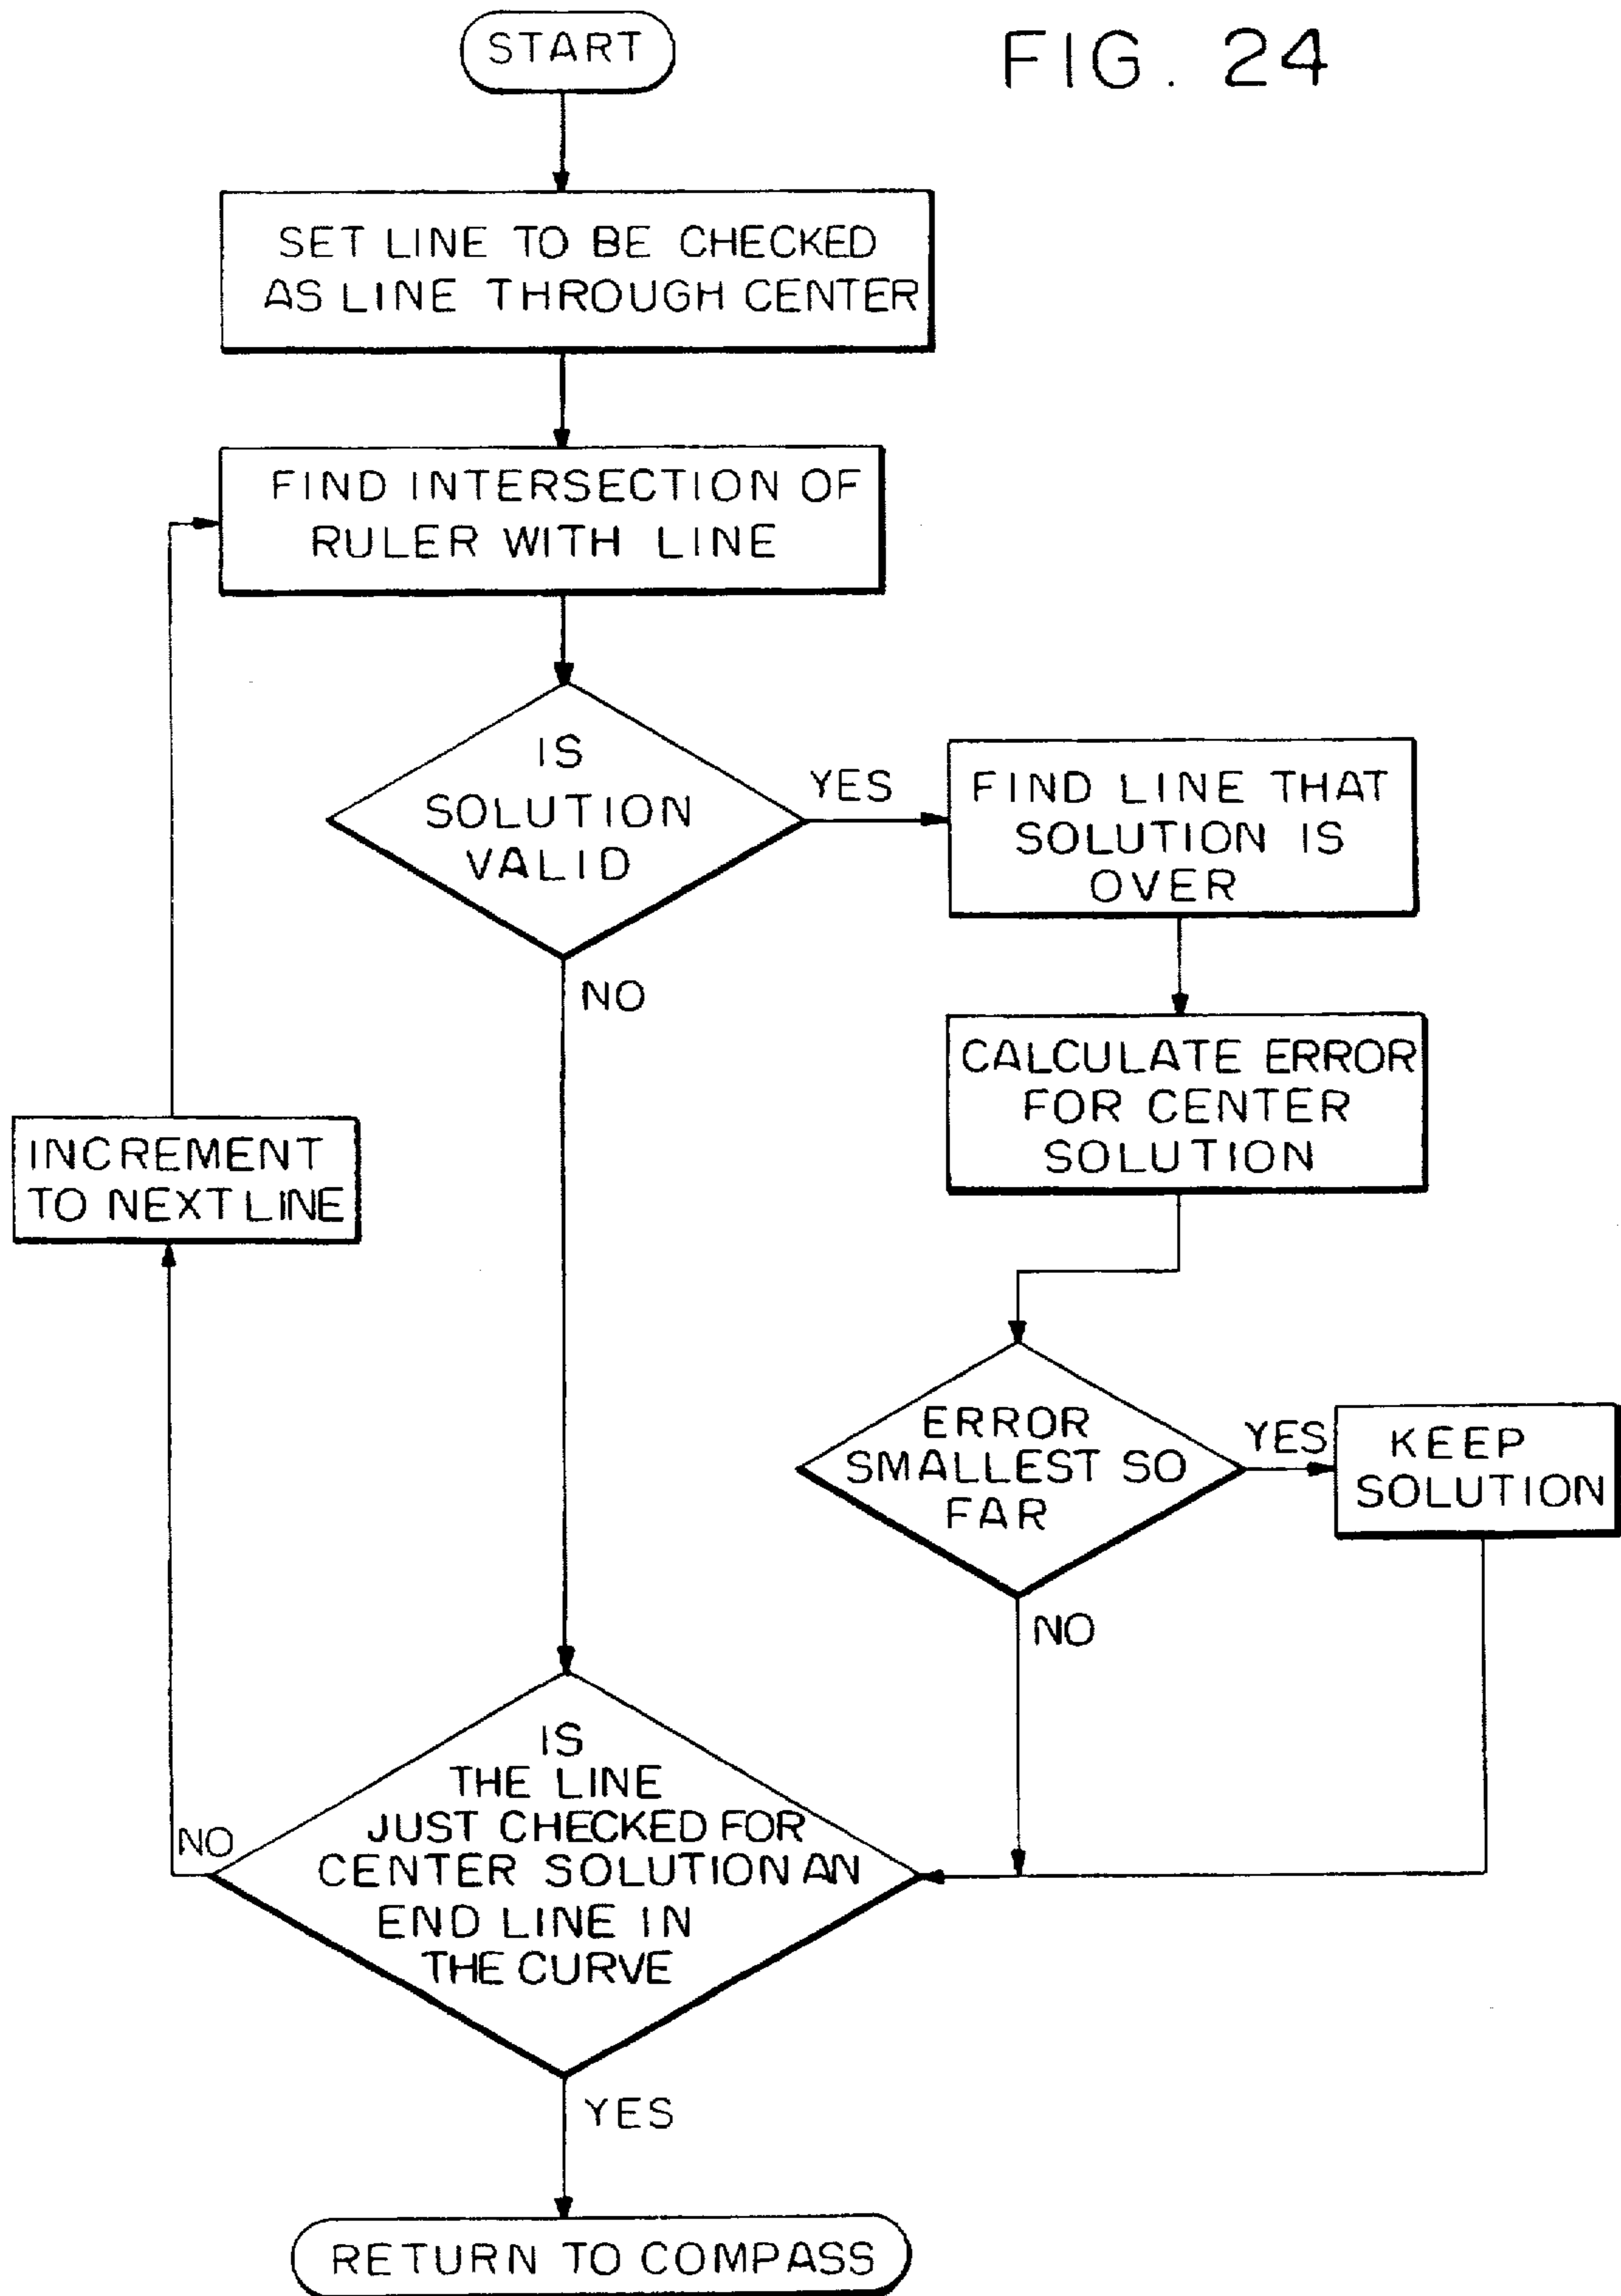 START
FIG. 24
SET LINE TO BE CHECKED
AS LINE THROUGH CENTER
FIND INTERSECTION OF
RULER WITH LINE
IS
SOLUTION
VALID
YES
FIND LINE THAT
SOLUTION IS
OVER
NO
CALCULATE ERROR
FOR CENTER
SOLUTION
INCREMENT
TO NEXT LINE
ERROR
SMALLEST SO
FAR
YES
KEEP
SOLUTION
NO
IS
THE LINE
JUST CHECKED FOR
CENTER SOLUTION AN
END LINE IN
THE CURVE
NO
YES
RETURN TO COMPASS